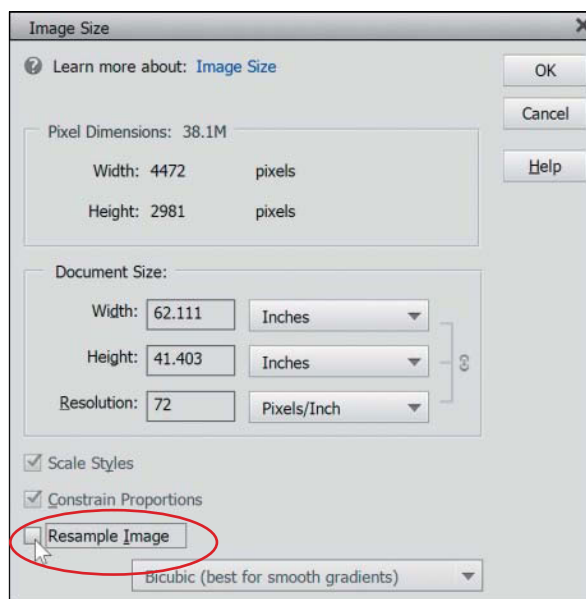 Image Size
Learn more about: Image Size
OK
Cancel
Help
Pixel Dimensions: 38.1M
Width: 4472 pixels
Height: 2981 pixels
Document Size:
Width: 62.111 Inches
Height: 41.403 Inches
Resolution: 72 Pixels/Inch
Scale Styles
Constrain Proportions
Resample Image
Bicubic (best for smooth gradients)